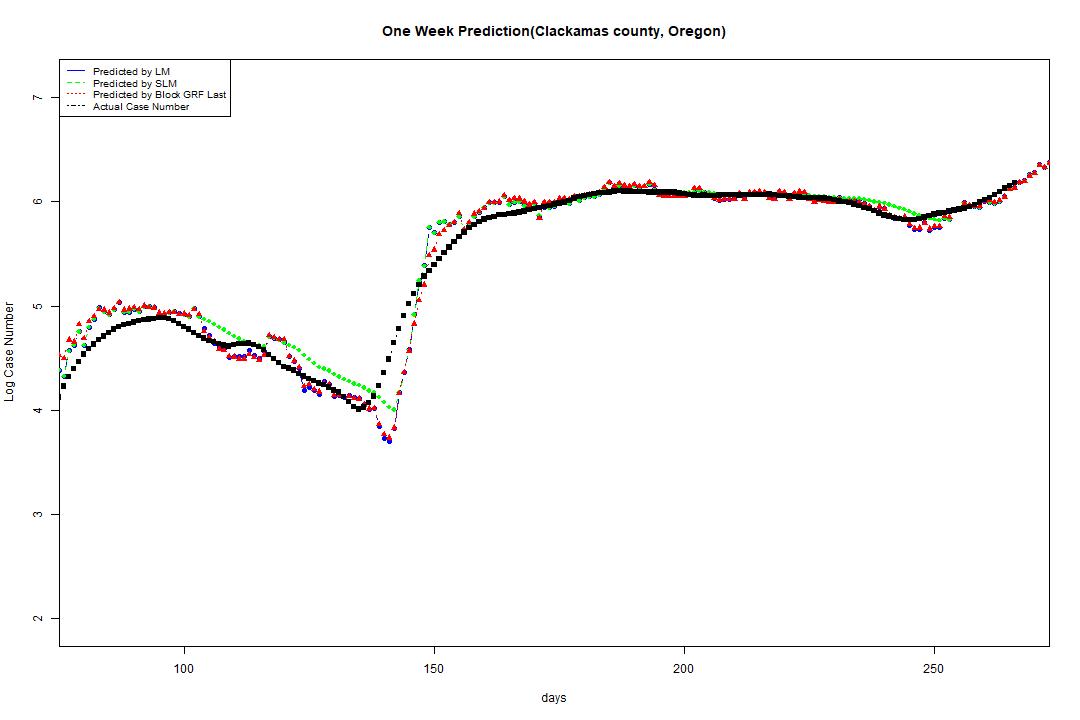 One Week Prediction(Clackamas county, Oregon)
Predicted by LM
Predicted by SLM
Predicted by Block GRF Last
Actual Case Number
7
6
5
4
3
2
Log Case Number
100 150 200 250
days